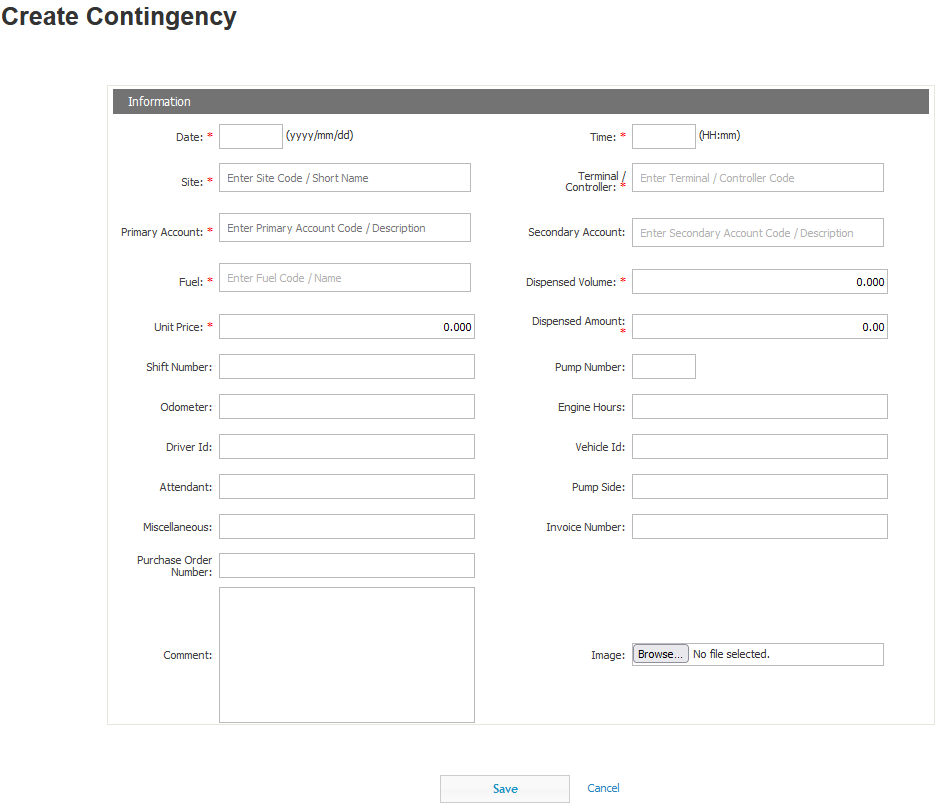 Create Contingency
Information
Date: * (yyyy/mm/dd)
Time: * (HH:mm)
Site: * Enter Site Code / Short Name
Terminal /
Controller: * Enter Terminal / Controller Code
Primary Account: * Enter Primary Account Code / Description
Secondary Account: Enter Secondary Account Code / Description
Fuel: * Enter Fuel Code / Name
Dispensed Volume: * 0.000
Unit Price: * 0.000
Dispensed Amount:
* 0.00
Shift Number:
Pump Number:
Odometer:
Engine Hours:
Driver Id:
Vehicle Id:
Attendant:
Pump Side:
Miscellaneous:
Invoice Number:
Purchase Order
Number:
Comment:
Image: Browse... No file selected.
Save Cancel